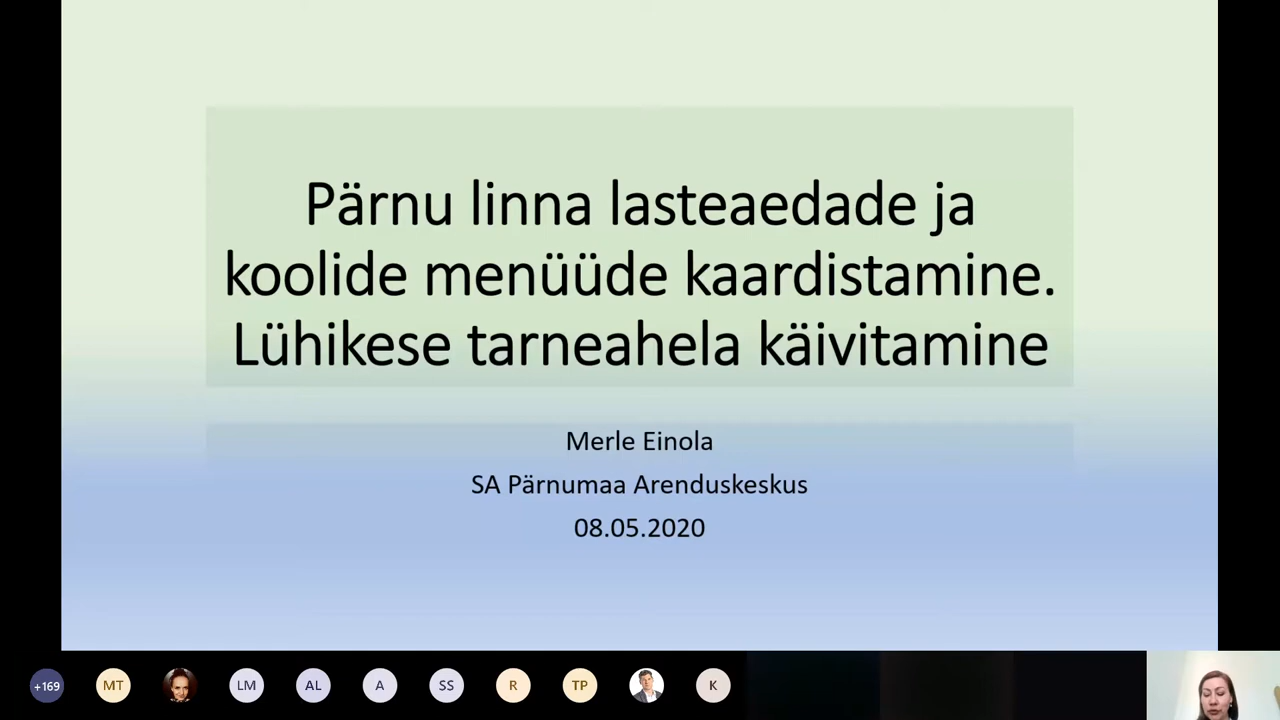 Pärnu linna lasteaedade ja
koolide menüüde kaardistamine.
Lühikese tarneahela käivitamine
Merle Einola
SA Pärnumaa Arenduskeskus
08.05.2020
+169 MT LM AL A SS R TP K